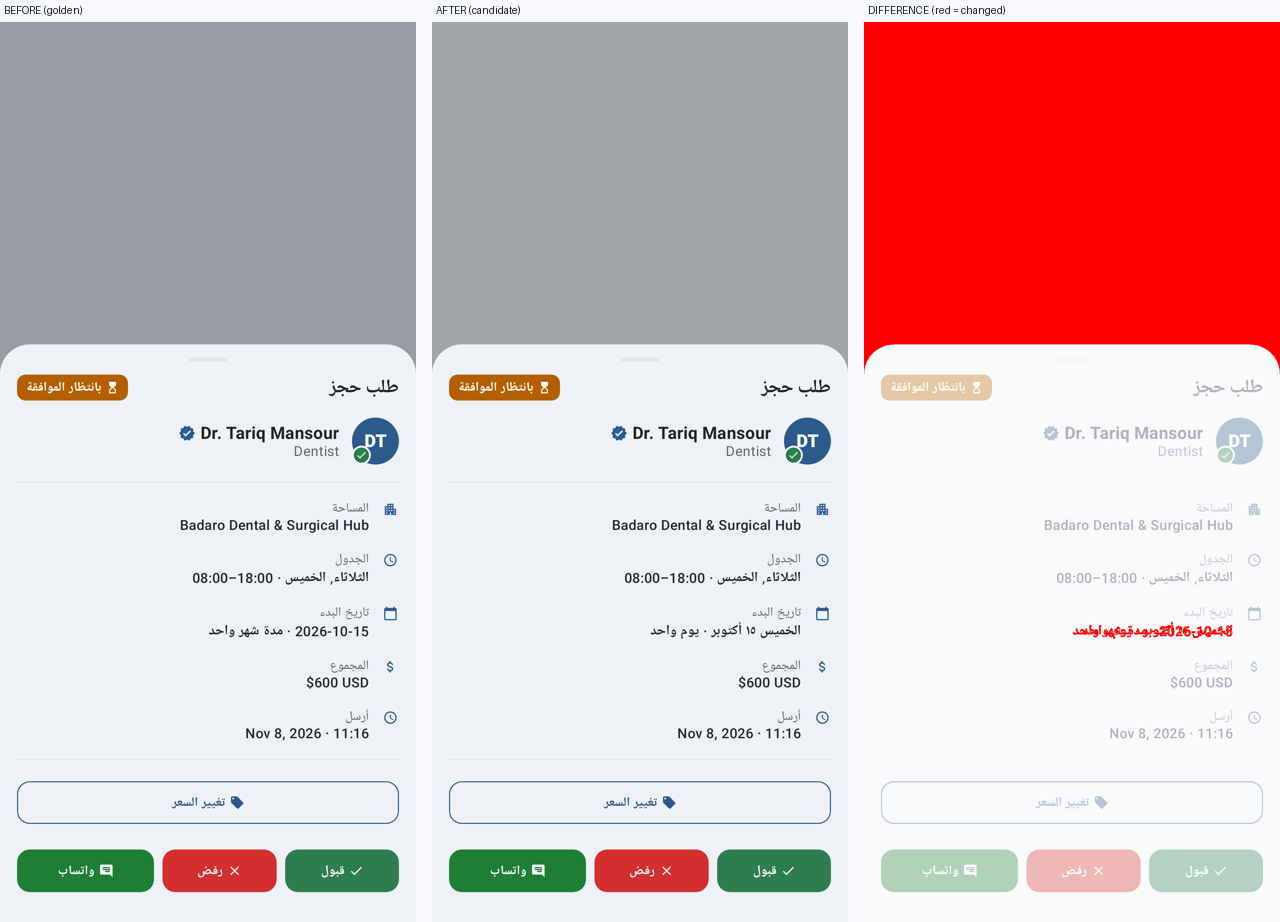 BEFORE (golden)
طلب حجز
بانتظار الموافقة
DT
Dr. Tariq Mansour
Dentist
المساحة
Badaro Dental & Surgical Hub
الجدول
الثلاثاء, الخميس · 08:00–18:00
تاريخ البدء
2026-10-15 · مدة شهر واحد
المجموع
$600 USD
أرسل
Nov 8, 2026 · 11:16
تغيير السعر
قبول
رفض
واتساب
AFTER (candidate)
طلب حجز
بانتظار الموافقة
DT
Dr. Tariq Mansour
Dentist
المساحة
Badaro Dental & Surgical Hub
الجدول
الثلاثاء, الخميس · 08:00–18:00
تاريخ البدء
الخميس ١٥ أكتوبر · يوم واحد
المجموع
$600 USD
أرسل
Nov 8, 2026 · 11:16
تغيير السعر
قبول
رفض
واتساب
DIFFERENCE (red = changed)
طلب حجز
بانتظار الموافقة
DT
Dr. Tariq Mansour
Dentist
المساحة
Badaro Dental & Surgical Hub
الجدول
الثلاثاء, الخميس · 08:00–18:00
تاريخ البدء
المجموع
$600 USD
أرسل
Nov 8, 2026 · 11:16
تغيير السعر
قبول
رفض
واتساب